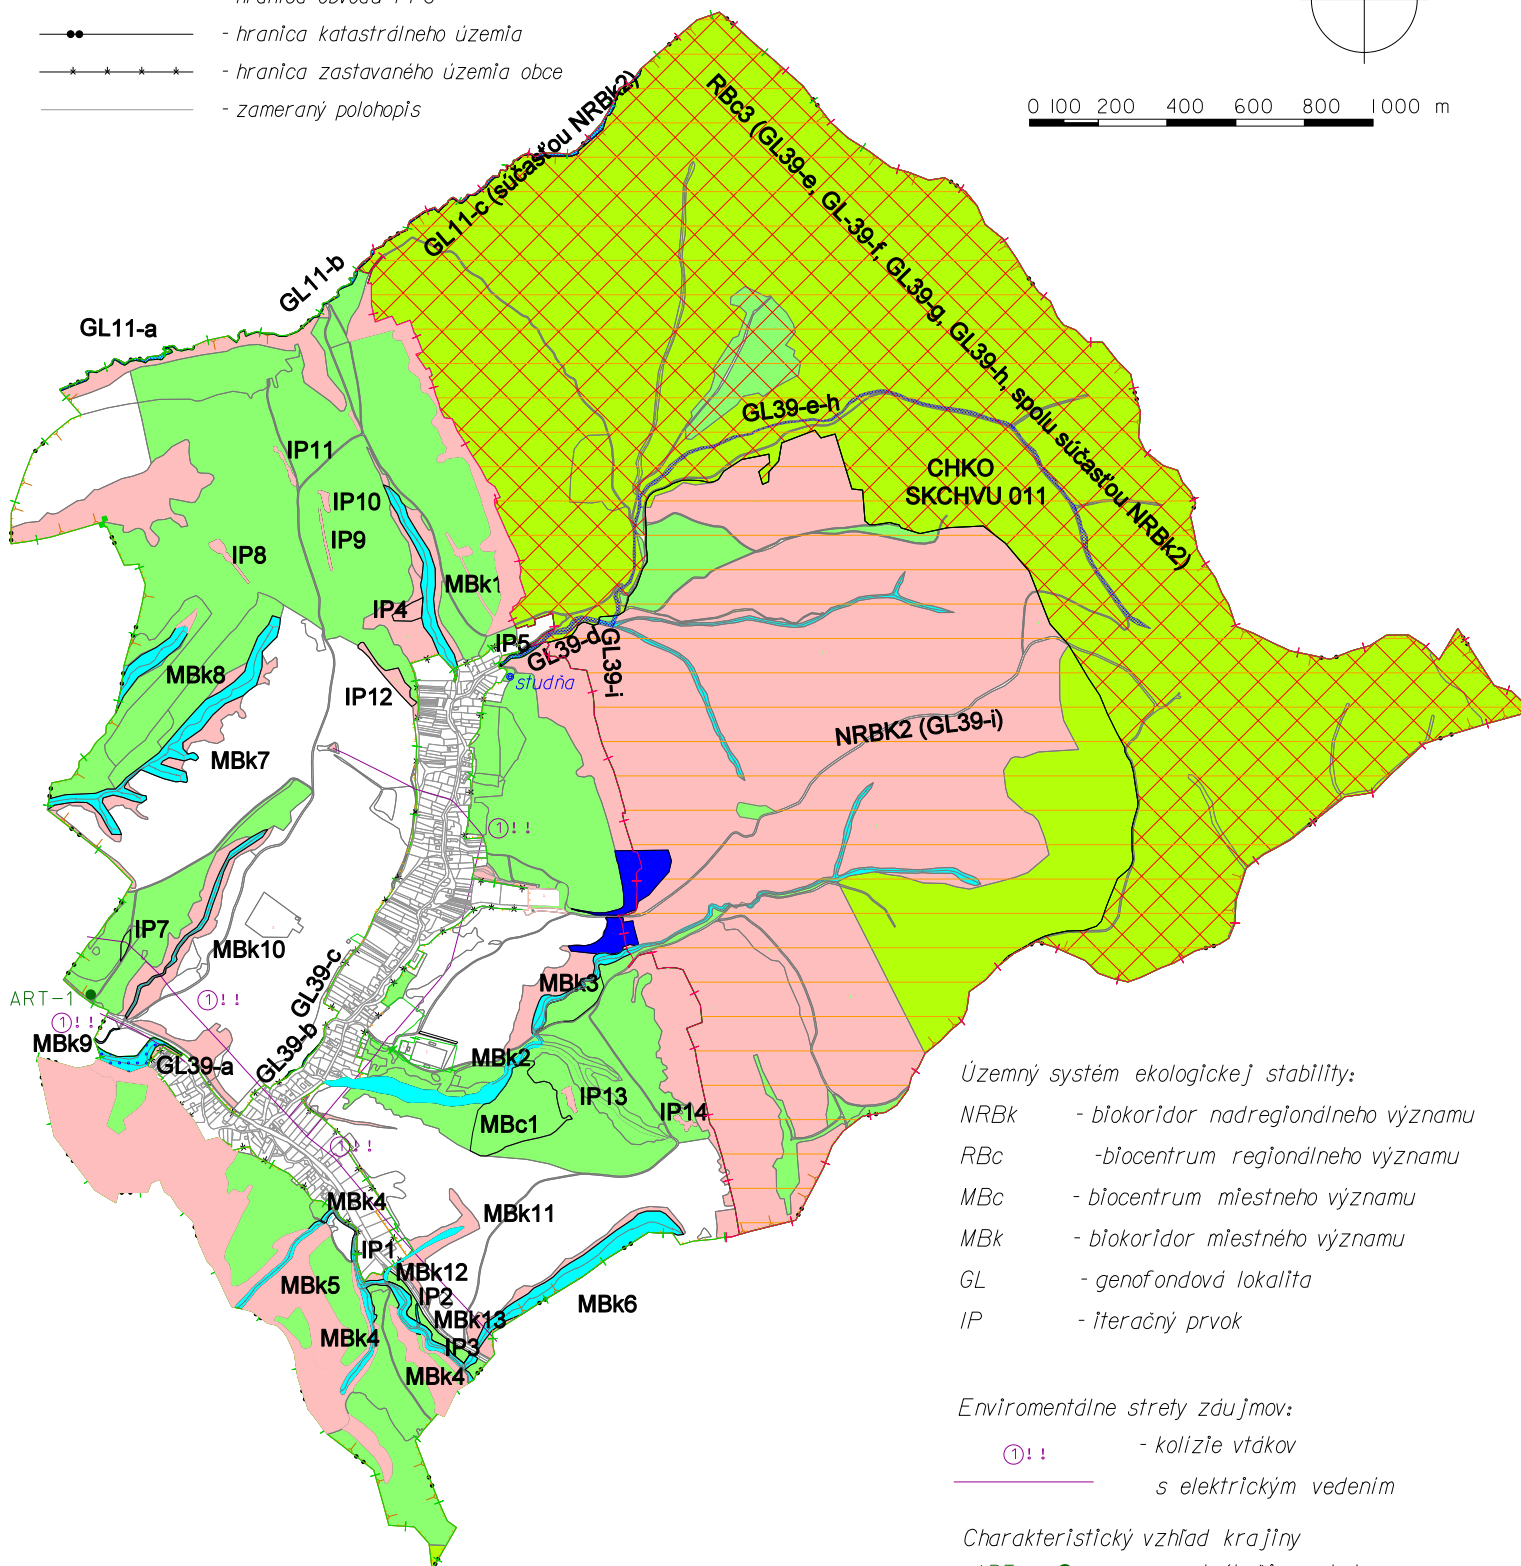 - hranica katastrálneho územia
- hranica zastavaného územia obce
- zameraný polohopis
0 100 200 400 600 800 1000 m
RBc3 (GL39-e, GL-39-f, GL39-g, GL39-h, spolu súčasťou NRBk2)
GL11-c (súčasťou NRBk2)
GL11-b
GL11-a
GL39-e-h
CHKO
SKCHVU 011
IP11
IP10
IP9
IP8
MBk1
IP4
IP5
GL39-d
GL39-i
studňa
MBk8
IP12
NRBK2 (GL39-i)
MBk7
1!!
IP7
MBk10
GL39-c
MBk3
ART-1
1!!
1!!
MBk9
GL39-a
GL39-b
MBk2
IP13
IP14
MBc1
1!!
MBk4
MBk11
IP1
MBk12
MBk5
IP2
MBk13
MBk6
MBk4
IP3
MBk4
Územný systém ekologickej stability:
NRBk - biokoridor nadregionálneho významu
RBc -biocentrum regionálneho významu
MBc - biocentrum miestneho významu
MBk - biokoridor miestného významu
GL - genofondová lokalita
IP - iteračný prvok
Enviromentálne strety záujmov:
1!! - kolízie vtákov
s elektrickým vedením
Charakteristický vzhľad krajiny